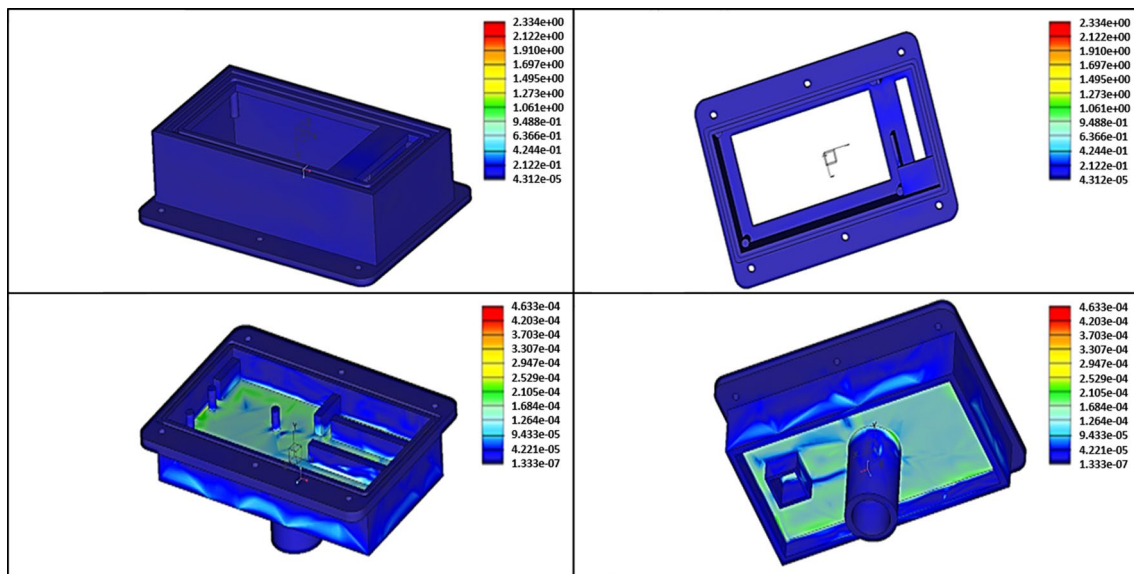 2.334e+00
2.122e+00
1.910e+00
1.697e+00
1.495e+00
1.273e+00
1.061e+00
9.488e-01
6.366e-01
4.244e-01
2.122e-01
4.312e-05
2.334e+00
2.122e+00
1.910e+00
1.697e+00
1.495e+00
1.273e+00
1.061e+00
9.488e-01
6.366e-01
4.244e-01
2.122e-01
4.312e-05
4.633e-04
4.203e-04
3.703e-04
3.307e-04
2.947e-04
2.529e-04
2.105e-04
1.684e-04
1.264e-04
9.433e-05
4.221e-05
1.333e-07
Y
4.633e-04
4.203e-04
3.703e-04
3.307e-04
2.947e-04
2.529e-04
2.105e-04
1.684e-04
1.264e-04
9.433e-05
4.221e-05
1.333e-07
Y